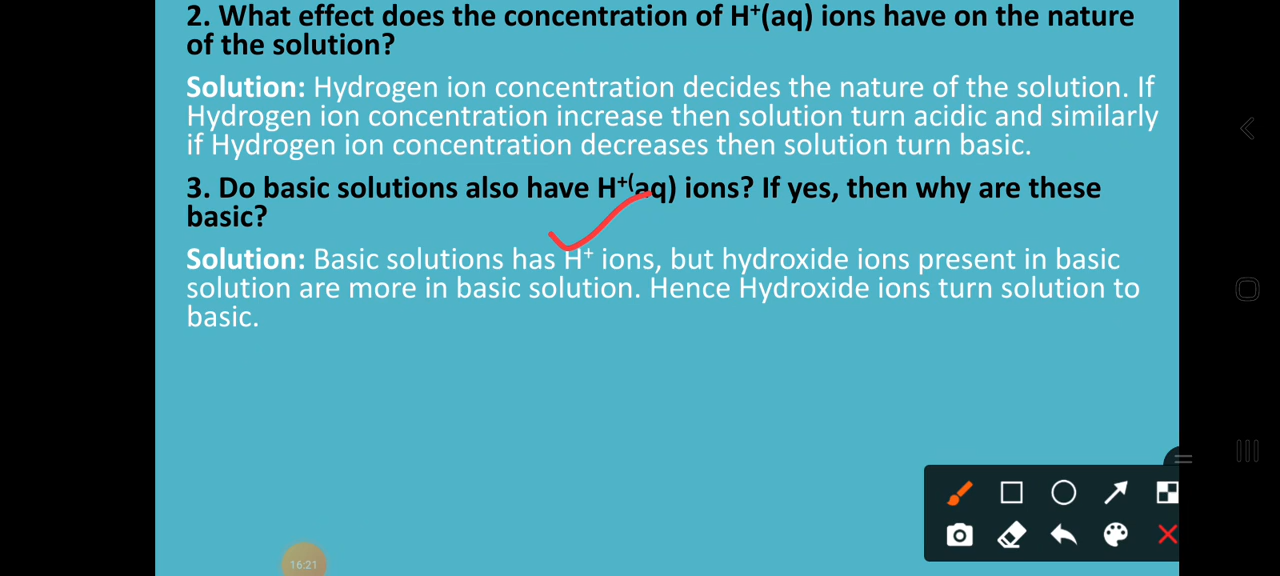 2. What effect does the concentration of H⁺(aq) ions have on the nature
of the solution?
Solution: Hydrogen ion concentration decides the nature of the solution. If
Hydrogen ion concentration increase then solution turn acidic and similarly
if Hydrogen ion concentration decreases then solution turn basic.
3. Do basic solutions also have H⁺⁽aq) ions? If yes, then why are these
basic?
Solution: Basic solutions has H⁺ ions, but hydroxide ions present in basic
solution are more in basic solution. Hence Hydroxide ions turn solution to
basic.
16:21